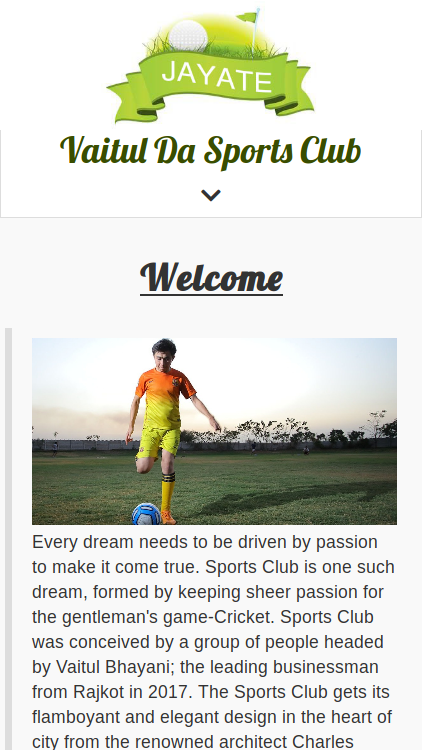 JAYATE
Vaitul Da Sports Club
Welcome
Every dream needs to be driven by passion
to make it come true. Sports Club is one such
dream, formed by keeping sheer passion for
the gentleman's game-Cricket. Sports Club
was conceived by a group of people headed
by Vaitul Bhayani; the leading businessman
from Rajkot in 2017. The Sports Club gets its
flamboyant and elegant design in the heart of
city from the renowned architect Charles